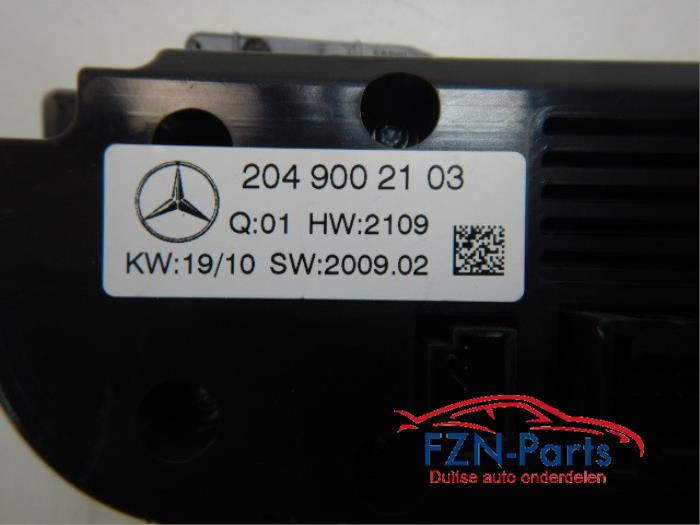 204 900 21 03
Q:01 HW:2109
KW:19/10 SW:2009.02
FZN-Parts
Duitse auto onderdelen